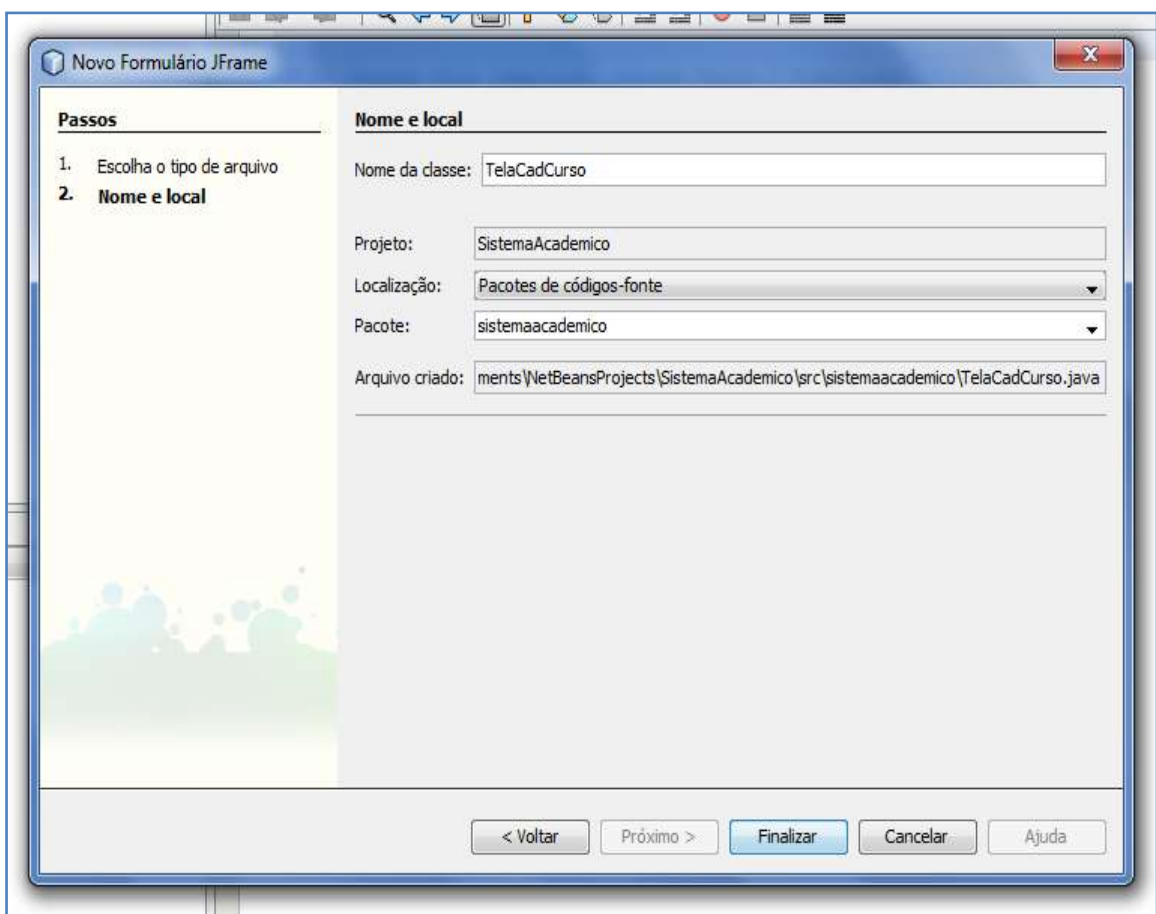 Novo Formulário JFrame
x
Passos
1. Escolha o tipo de arquivo
2. Nome e local
Nome e local
Nome da classe: TelaCadCurso
Projeto: SistemaAcademico
Localização: Pacotes de códigos-fonte
Pacote: sistemaacademico
Arquivo criado: ments\NetBeansProjects\SistemaAcademico\src\sistemaacademico\TelaCadCurso.java
< Voltar Próximo > Finalizar Cancelar Ajuda